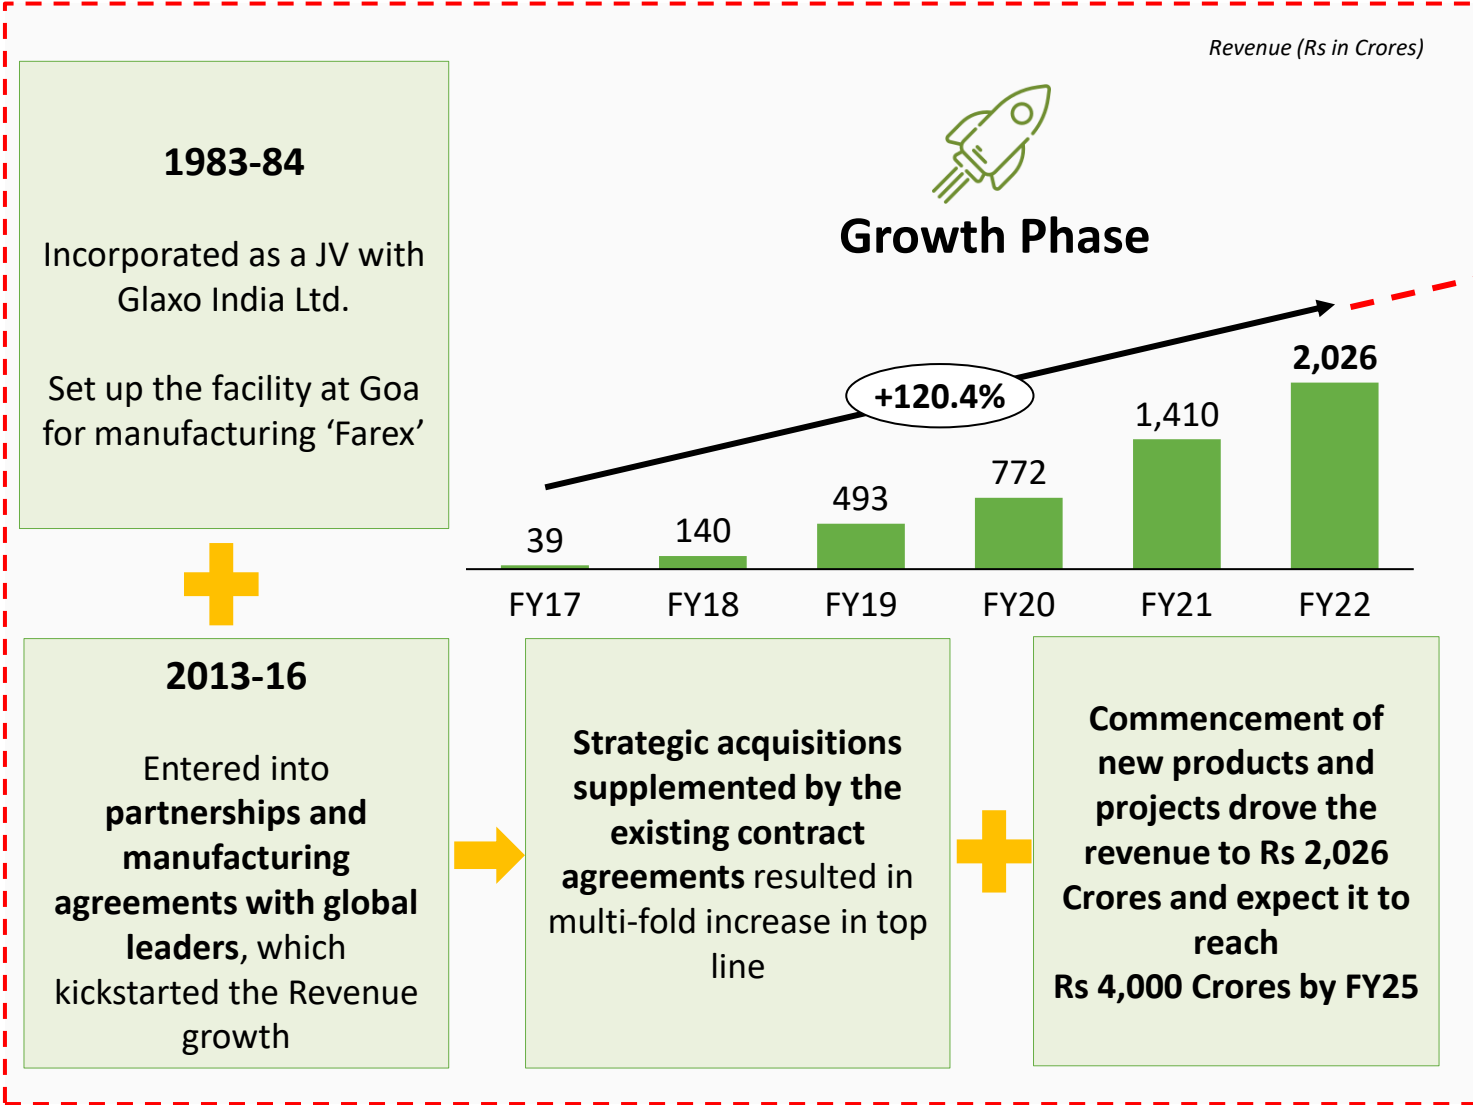 Revenue (Rs in Crores)
1983-84
Incorporated as a JV with
Glaxo India Ltd.
Set up the facility at Goa
for manufacturing ‘Farex’
Growth Phase
+120.4%
39
140
493
772
1,410
2,026
FY17
FY18
FY19
FY20
FY21
FY22
2013-16
Entered into
partnerships and
manufacturing
agreements with global
leaders, which
kickstarted the Revenue
growth
Strategic acquisitions
supplemented by the
existing contract
agreements resulted in
multi-fold increase in top
line
Commencement of
new products and
projects drove the
revenue to Rs 2,026
Crores and expect it to
reach
Rs 4,000 Crores by FY25